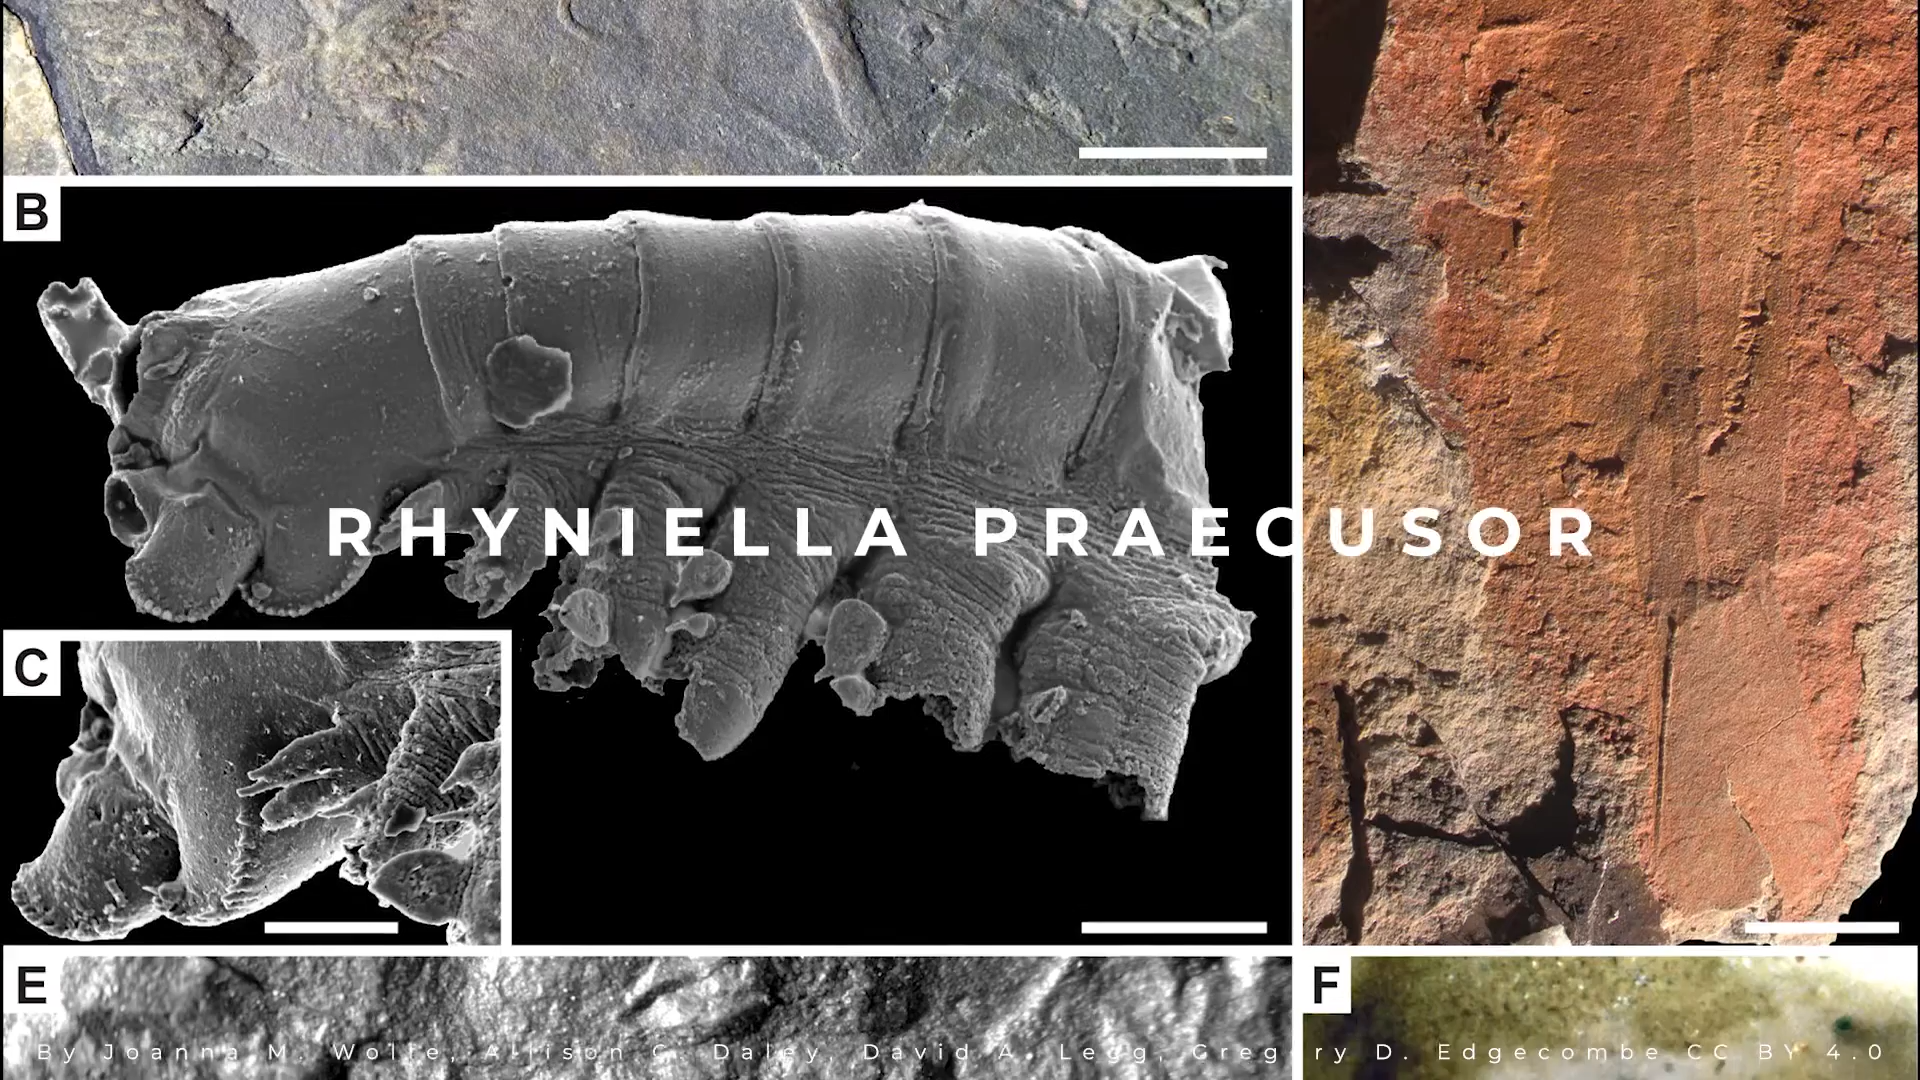 B
RHYNIELLA PRAECUSOR
C
E
F
By Joanna M. Wolfe, Allison C. Daley, David A. Legg, Gregory D. Edgecombe CC BY 4.0